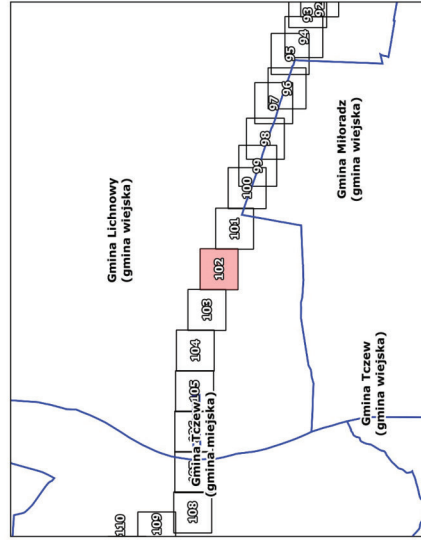 Gmina Lichnowy
(gmina wiejska)
92
93
94
95
96
97
98
99
100
101
102
103
104
105
108
109
110
Gmina Miłoradz
(gmina wiejska)
Gmina Tczew
(gmina miejska)
Gmina Tczew
(gmina wiejska)